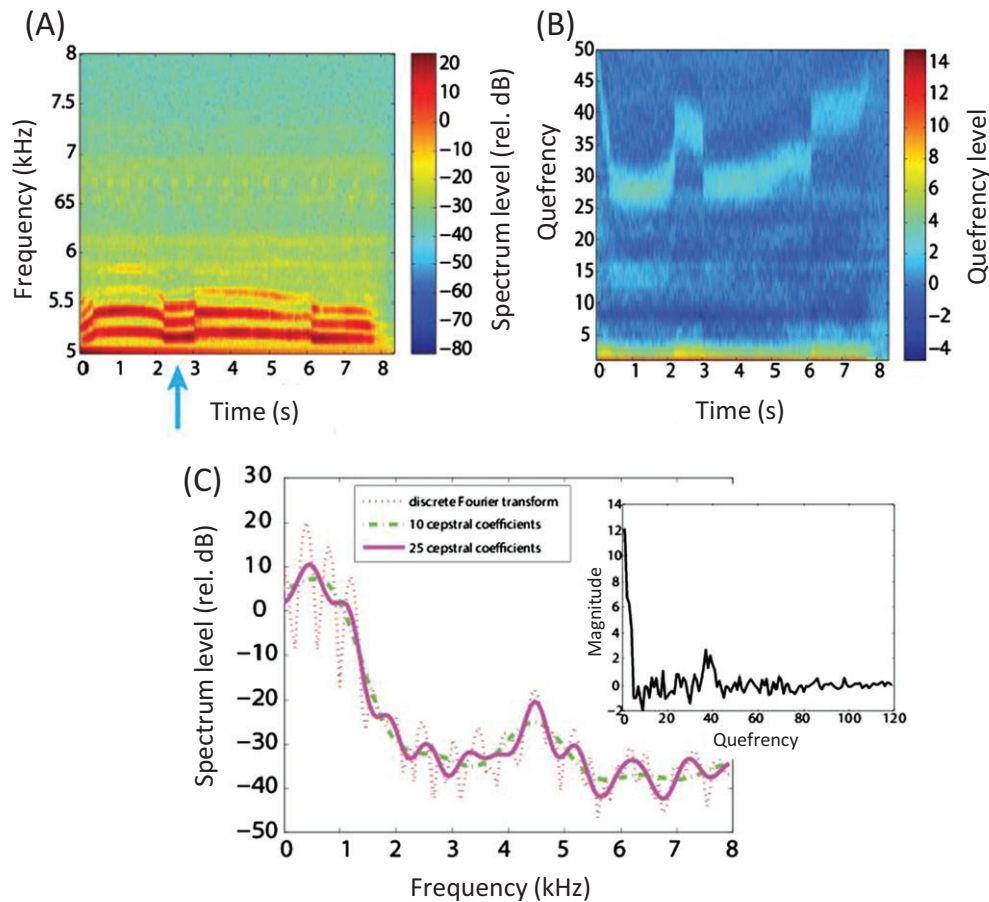 (A)
8
7.5
7
6.5
6
5.5
5
Frequency (kHz)
0 1 2 3 4 5 6 7 8
Time (s)
20
10
0
−10
−20
−30
−40
−50
−60
−70
−80
Spectrum level (rel. dB)
(B)
50
45
40
35
30
25
20
15
10
5
Quefrency
0 1 2 3 4 5 6 7 8
Time (s)
14
12
10
8
6
4
2
0
−2
−4
Quefrency level
(C)
30
20
10
0
−10
−20
−30
−40
−50
Spectrum level (rel. dB)
discrete Fourier transform
10 cepstral coefficients
25 cepstral coefficients
0 1 2 3 4 5 6 7 8
Frequency (kHz)
14
12
10
8
6
4
2
0
−2
Magnitude
0 20 40 60 80 100 120
Quefrency